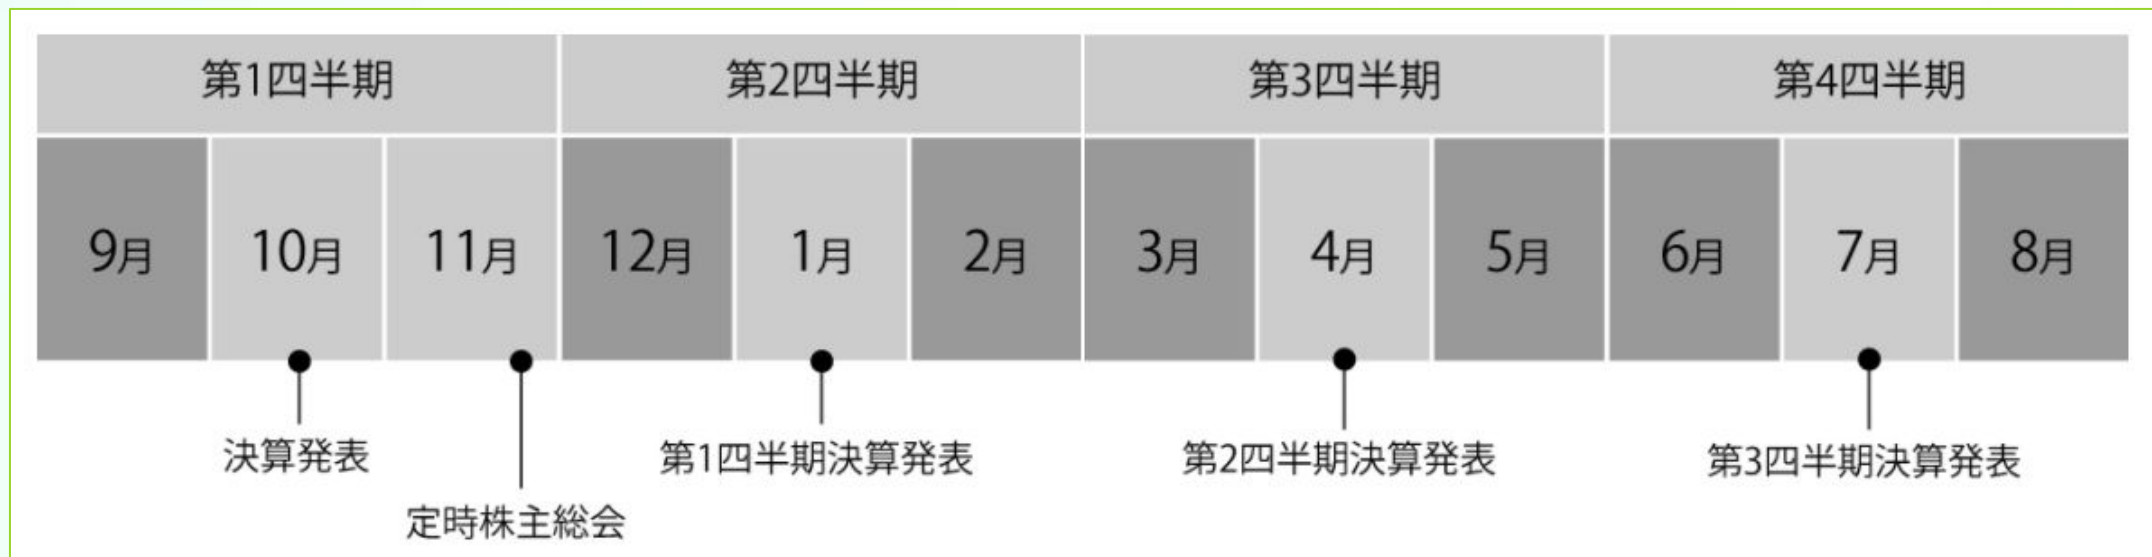 第1四半期 第2四半期 第3四半期 第4四半期
9月 10月 11月 12月 1月 2月 3月 4月 5月 6月 7月 8月
決算発表 第1四半期決算発表 第2四半期決算発表 第3四半期決算発表
定時株主総会